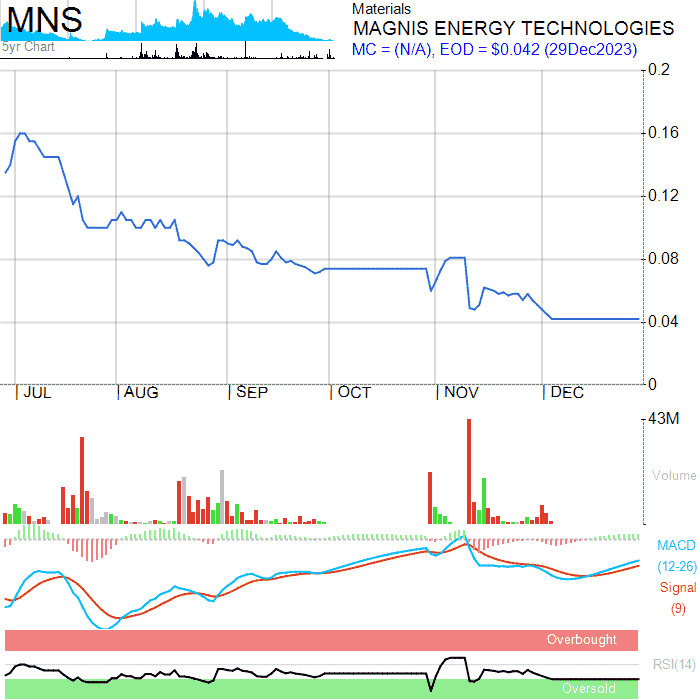 MNS
5yr Chart
Materials
MAGNIS ENERGY TECHNOLOGIES
MC = (N/A), EOD = $0.042 (29Dec2023)
0.2
0.16
0.12
0.08
0.04
0
JUL AUG SEP OCT NOV DEC
43M
Volume
MACD
(12-26)
Signal
(9)
Overbought
RSI(14)
Oversold